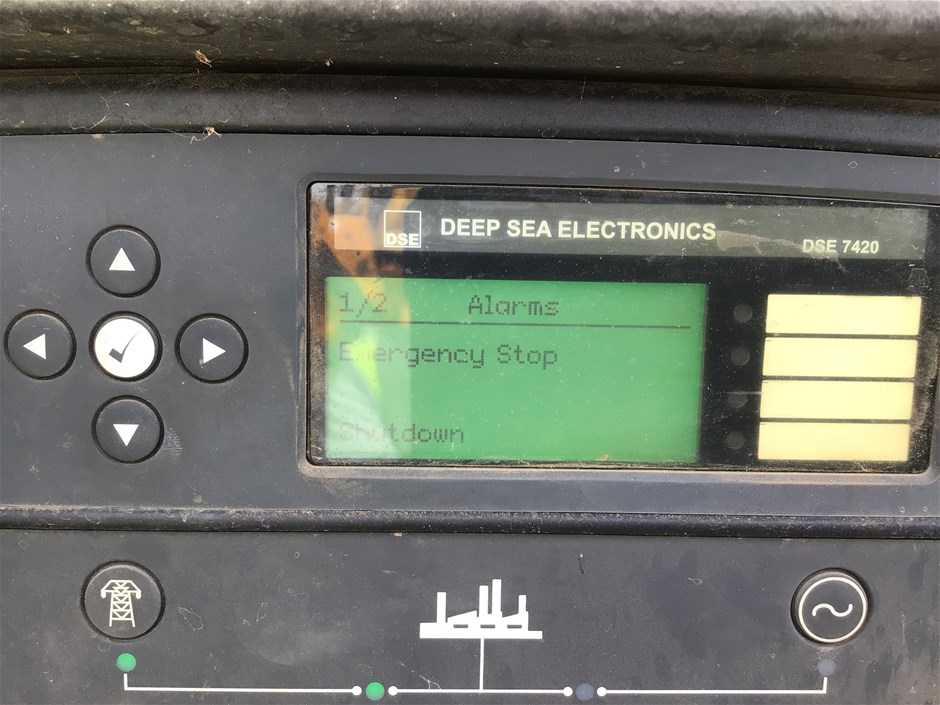 DSE DEEP SEA ELECTRONICS
DSE 7420
1/2 Alarms
Emergency Stop
Shutdown